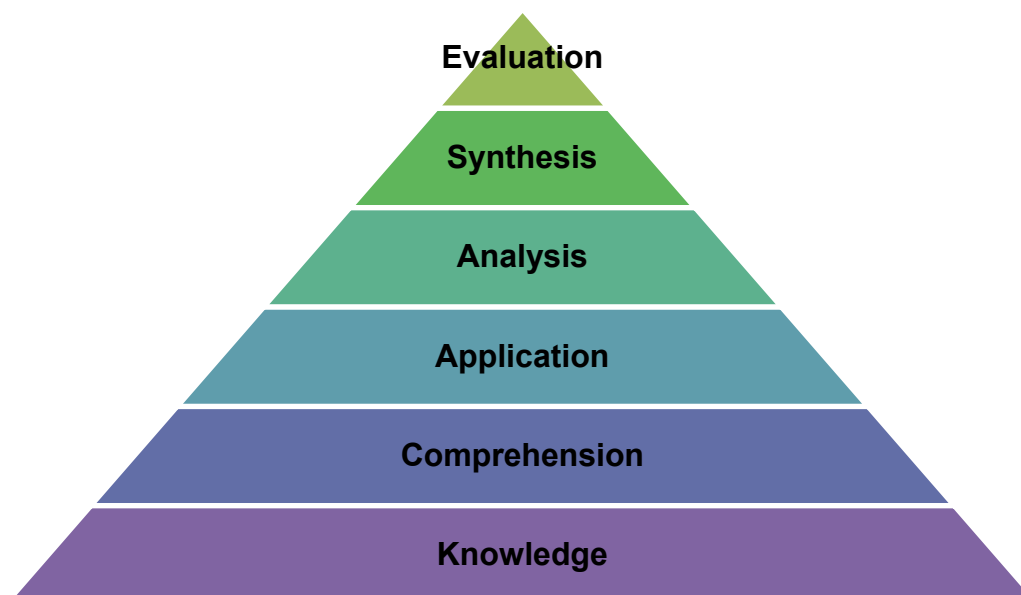 Evaluation
Synthesis
Analysis
Application
Comprehension
Knowledge